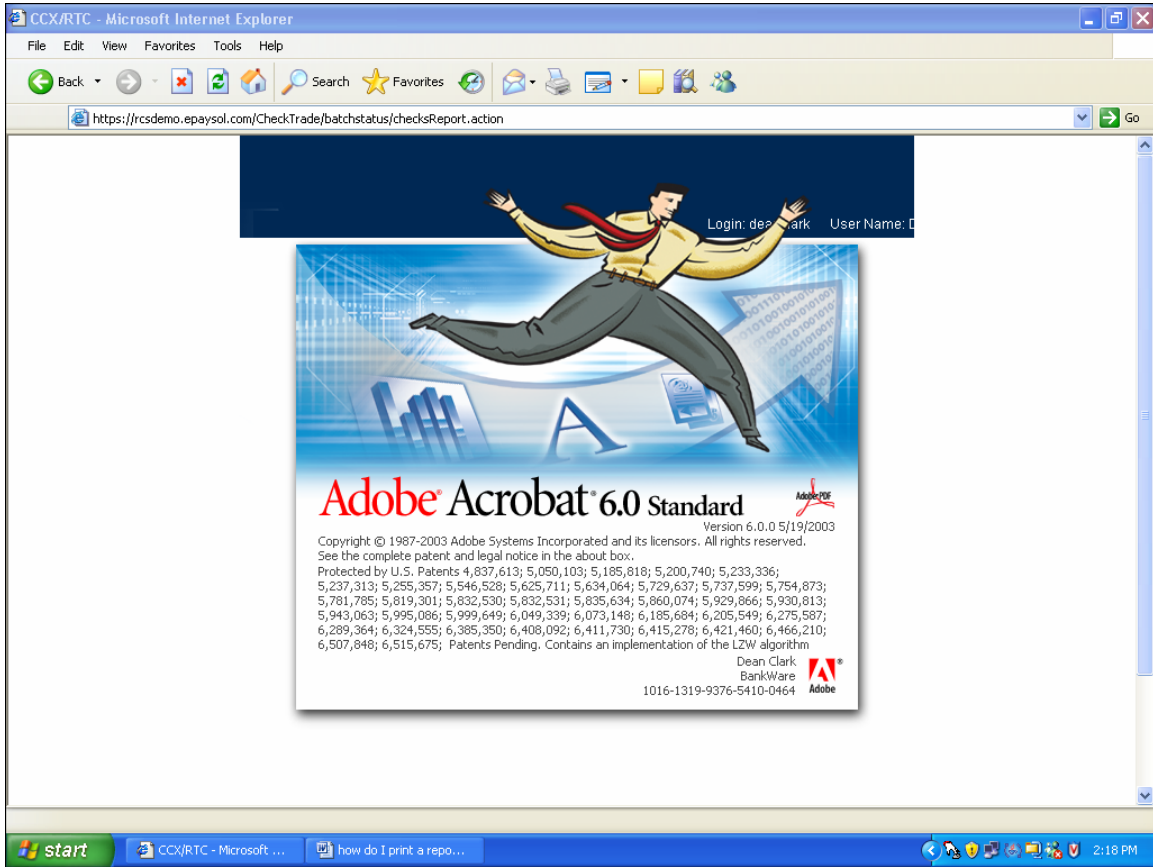 CCX/RTC - Microsoft Internet Explorer
File Edit View Favorites Tools Help
Back Search Favorites
https://rcsdemo.epaysol.com/CheckTrade/batchstatus/checksReport.action Go
Login: dea ark User Name: D
Adobe® Acrobat® 6.0 Standard
Adobe PDF
Version 6.0.0 5/19/2003
Copyright © 1987-2003 Adobe Systems Incorporated and its licensors. All rights reserved.
See the complete patent and legal notice in the about box.
Protected by U.S. Patents 4,837,613; 5,050,103; 5,185,818; 5,200,740; 5,233,336;
5,237,313; 5,255,357; 5,546,528; 5,625,711; 5,634,064; 5,729,637; 5,737,599; 5,754,873;
5,781,785; 5,819,301; 5,832,530; 5,832,531; 5,835,634; 5,860,074; 5,929,866; 5,930,813;
5,943,063; 5,995,086; 5,999,649; 6,049,339; 6,073,148; 6,185,684; 6,205,549; 6,275,587;
6,289,364; 6,324,555; 6,385,350; 6,408,092; 6,411,730; 6,415,278; 6,421,460; 6,466,210;
6,507,848; 6,515,675; Patents Pending. Contains an implementation of the LZW algorithm
Dean Clark
BankWare
1016-1319-9376-5410-0464
Adobe
start CCX/RTC - Microsoft ... how do I print a repo... 2:18 PM